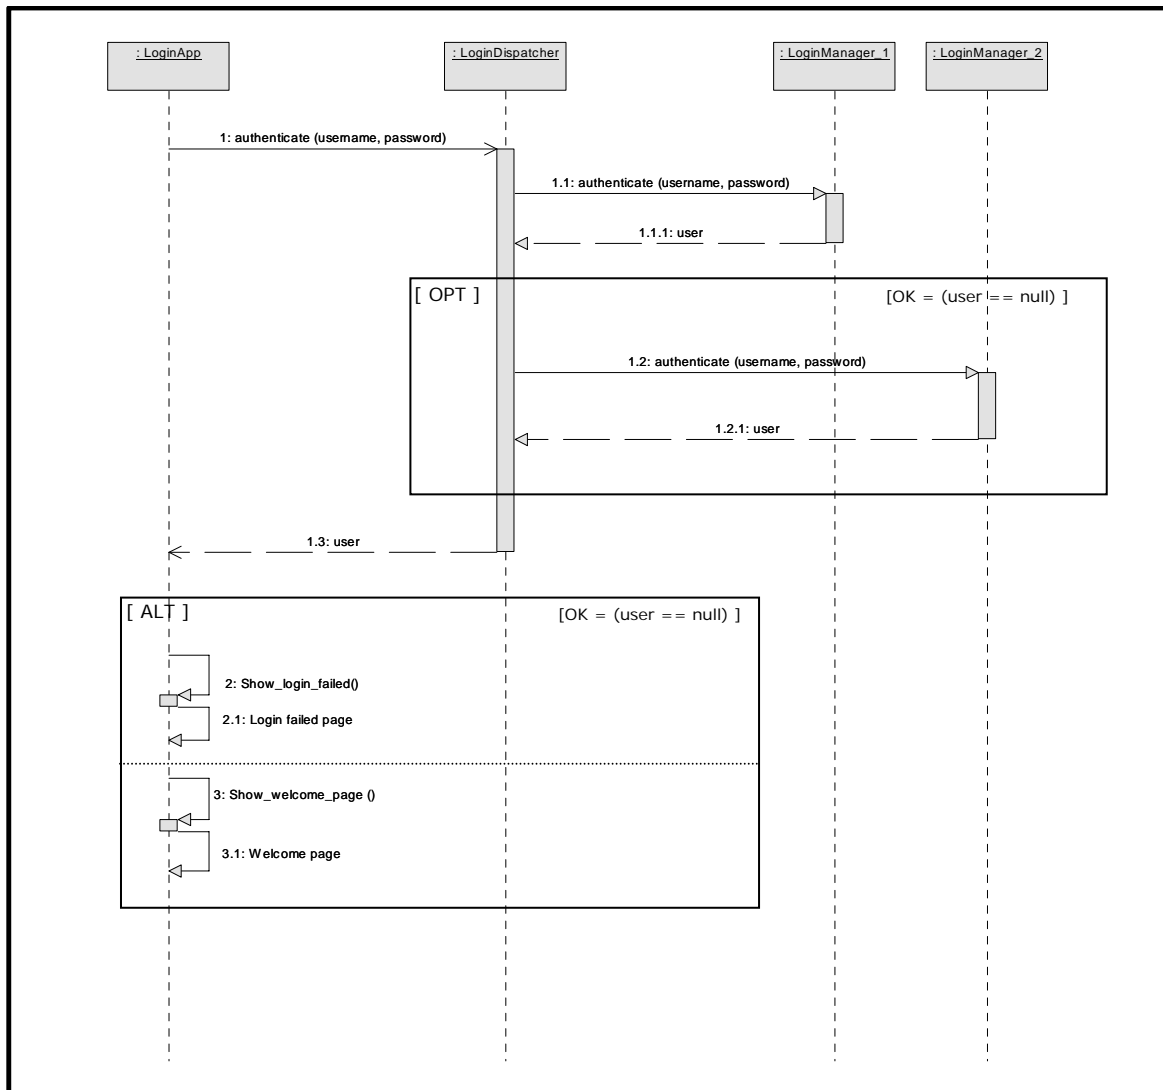 : LoginApp
: LoginDispatcher
: LoginManager_1
: LoginManager_2
1: authenticate (username, password)
1.1: authenticate (username, password)
1.1.1: user
[ OPT ]
[OK = (user == null) ]
1.2: authenticate (username, password)
1.2.1: user
1.3: user
[ ALT ]
[OK = (user == null) ]
2: Show_login_failed()
2.1: Login failed page
3: Show_welcome_page ()
3.1: Welcome page